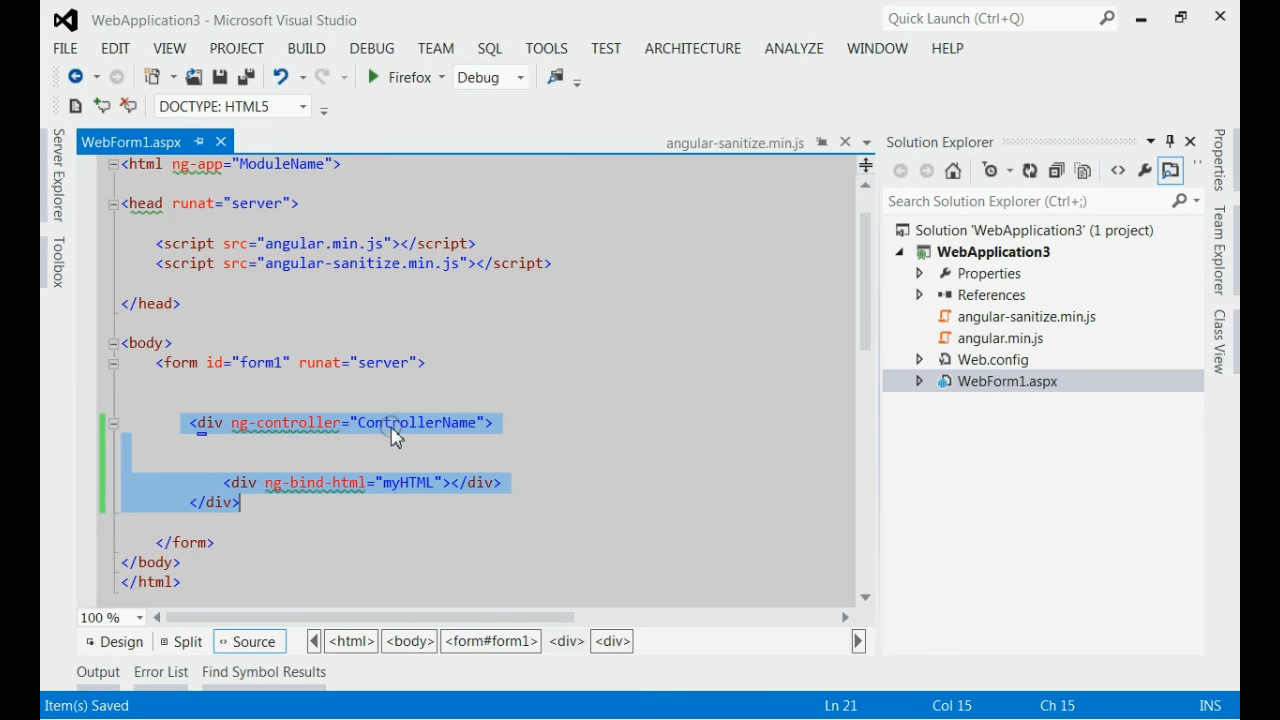 WebApplication3 - Microsoft Visual Studio
Quick Launch (Ctrl+Q)
FILE EDIT VIEW PROJECT BUILD DEBUG TEAM SQL TOOLS TEST ARCHITECTURE ANALYZE WINDOW HELP
Firefox Debug
DOCTYPE: HTML5
Server Explorer
Toolbox
WebForm1.aspx
angular-sanitize.min.js
<html ng-app="ModuleName">
<head runat="server">
<script src="angular.min.js"></script>
<script src="angular-sanitize.min.js"></script>
</head>
<body>
<form id="form1" runat="server">
<div ng-controller="ControllerName">
<div ng-bind-html="myHTML"></div>
</div>
</form>
</body>
</html>
100 %
Design Split Source
<html> <body> <form#form1> <div> <div>
Solution Explorer
Search Solution Explorer (Ctrl+;)
Solution 'WebApplication3' (1 project)
WebApplication3
Properties
References
angular-sanitize.min.js
angular.min.js
Web.config
WebForm1.aspx
Properties
Team Explorer
Class View
Output Error List Find Symbol Results
Item(s) Saved
Ln 21 Col 15 Ch 15 INS